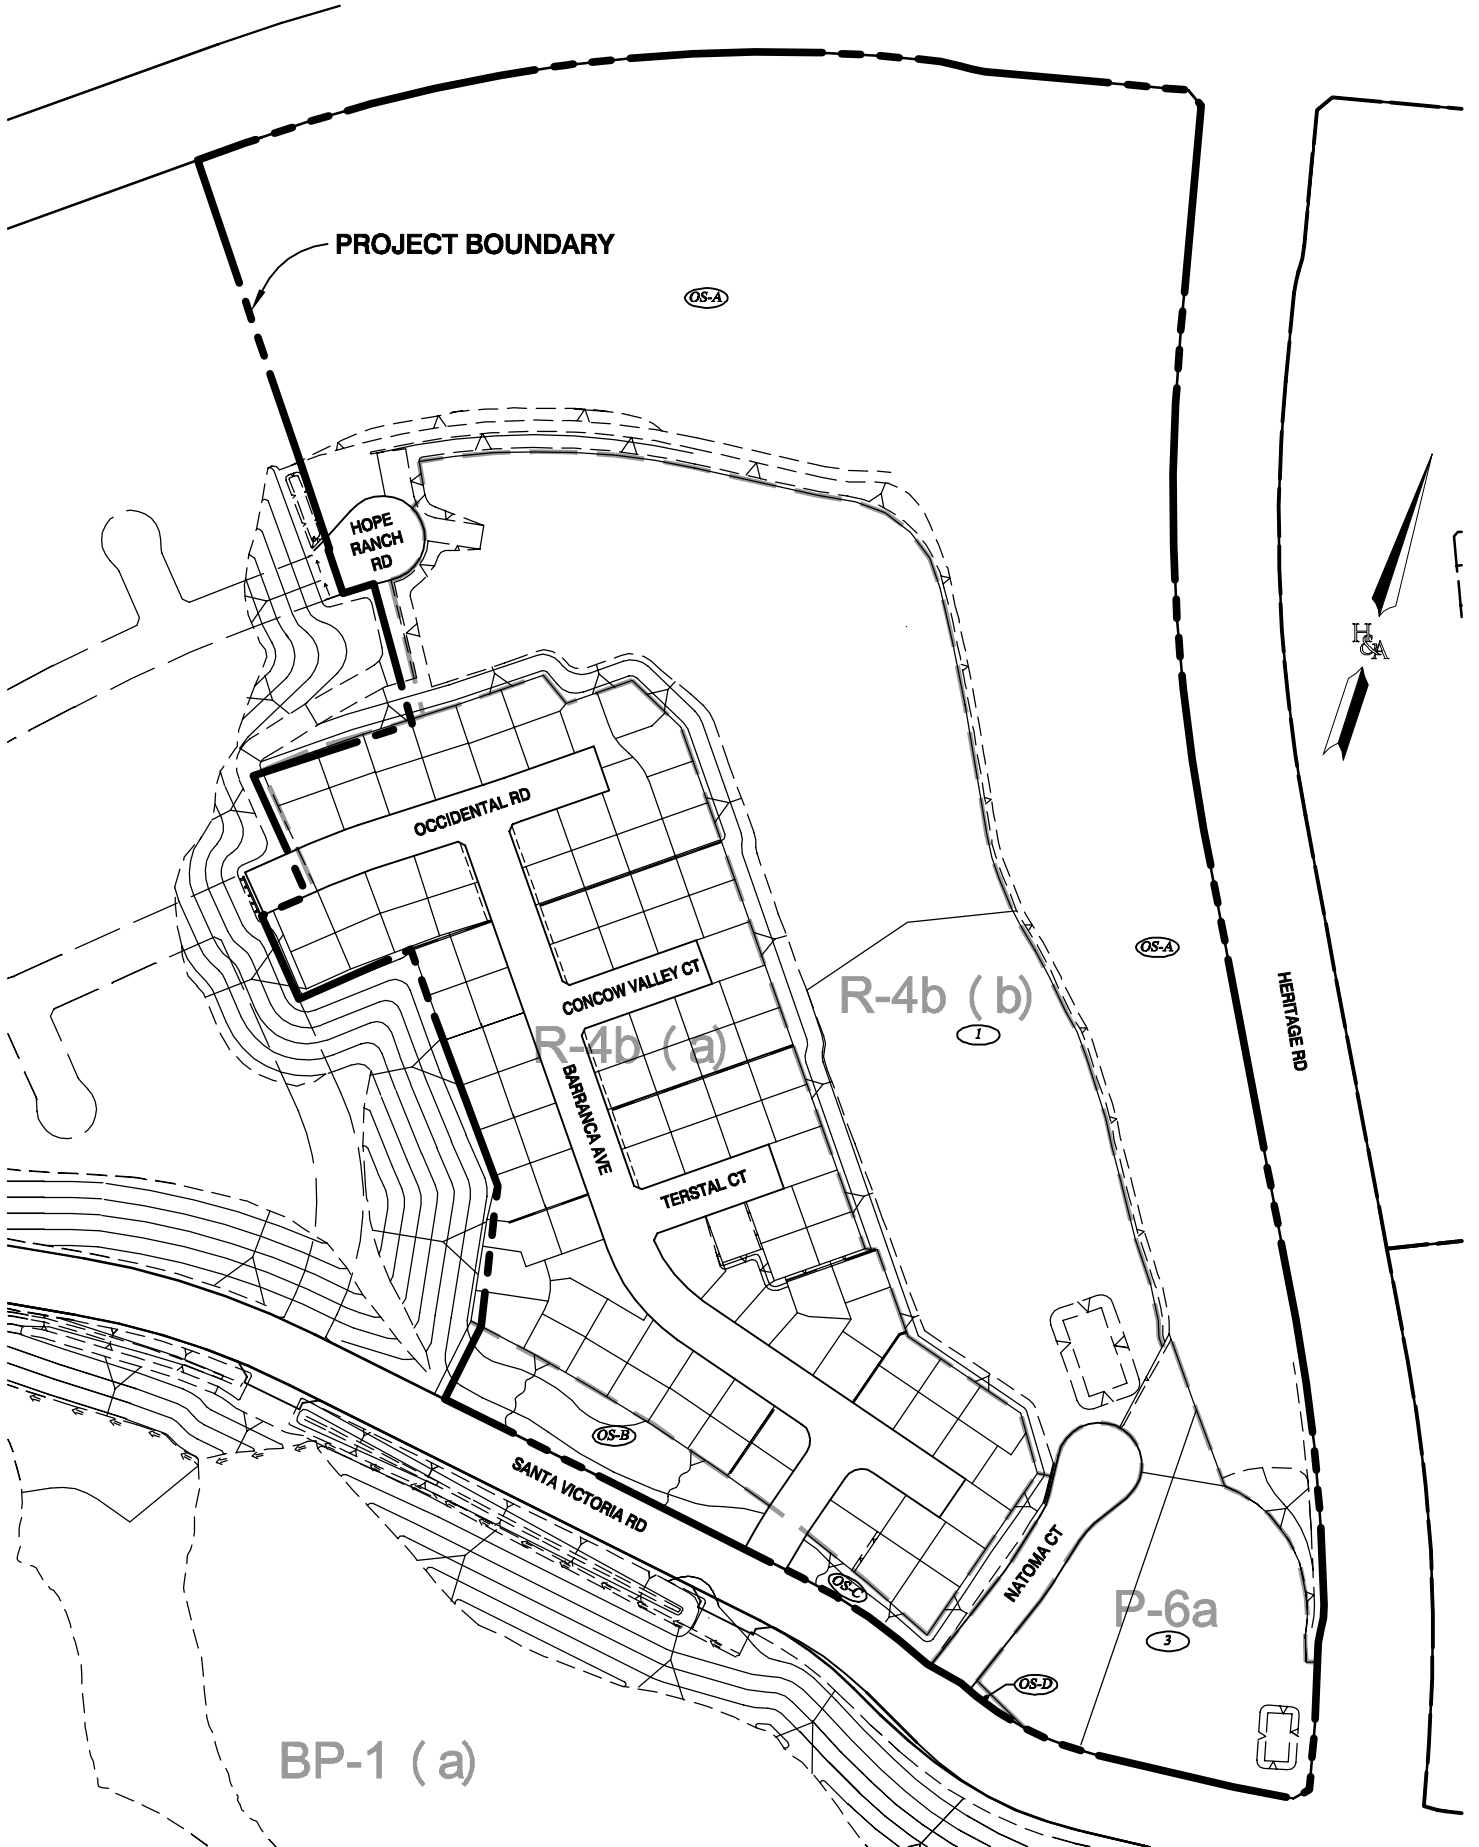 PROJECT BOUNDARY
OS-A
HOPE
RANCH
RD
H&A
OCCIDENTAL RD
OS-A
CONCOW VALLEY CT
R-4b (b)
HERITAGE RD
1
R-4b (a)
BARRANCA AVE
TERSTAL CT
OS-B
SANTA VICTORIA RD
NATOMA CT
OS-C
P-6a
3
OS-D
BP-1 (a)